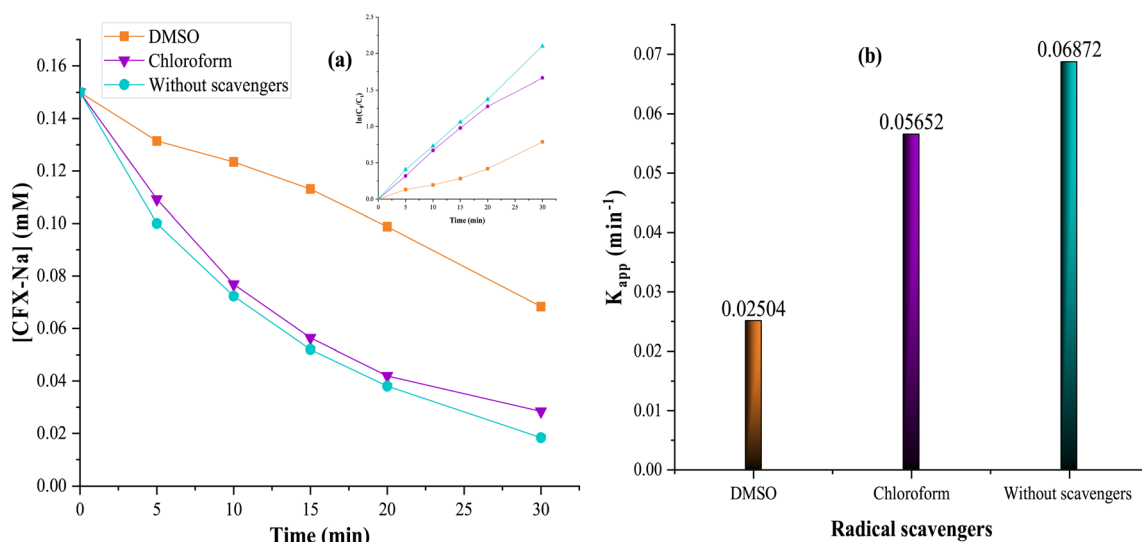 DMSO
Chloroform
Without scavengers
(a)
[CFX-Na] (mM)
0.16
0.14
0.12
0.10
0.08
0.06
0.04
0.02
0.00
0 5 10 15 20 25 30
Time (min)
ln(C0/Ct)
2.5
2.0
1.5
1.0
0.5
0.0
0 5 10 15 20 25 30
Time (min)
(b)
Kapp (min-1)
0.07
0.06
0.05
0.04
0.03
0.02
0.01
0.00
0.02504
0.05652
0.06872
DMSO Chloroform Without scavengers
Radical scavengers